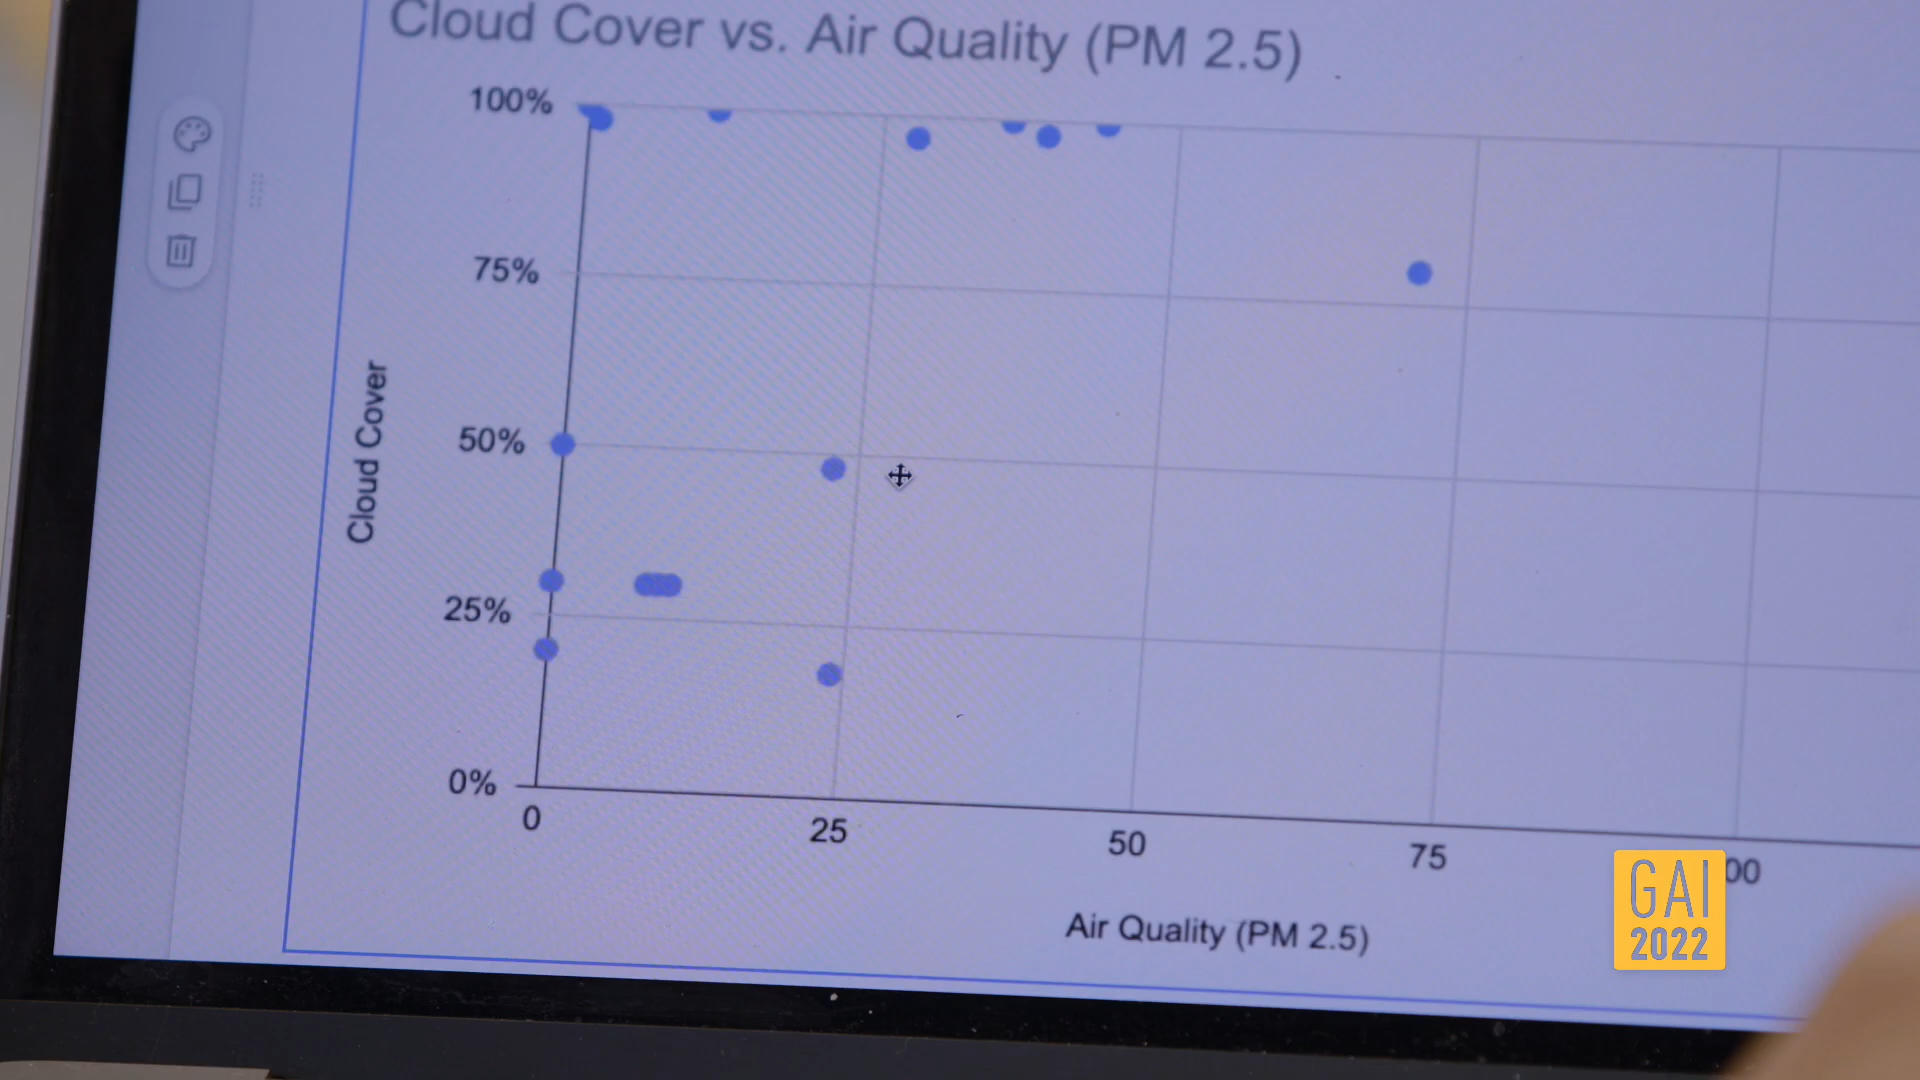 Cloud Cover vs. Air Quality (PM 2.5)
100%
75%
50%
25%
0%
Cloud Cover
0
25
50
75
00
Air Quality (PM 2.5)
GAI
2022